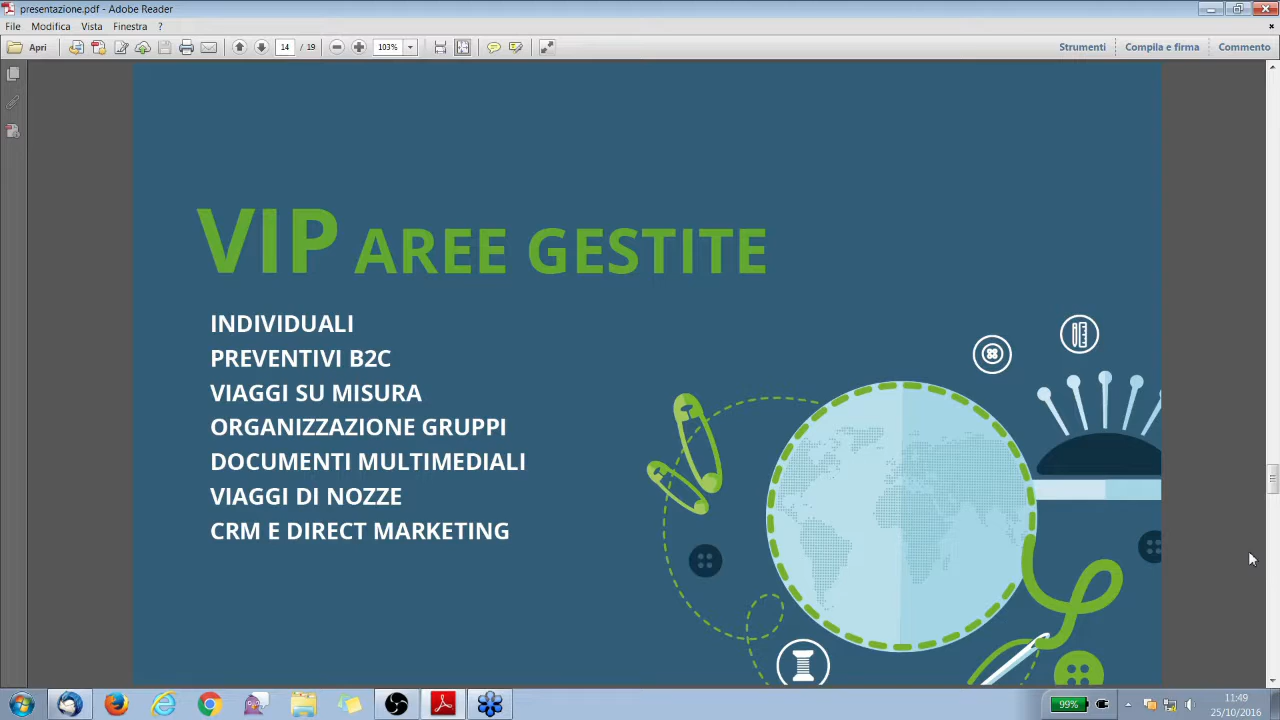 presentazione.pdf - Adobe Reader
File Modifica Vista Finestra ?
Apri 14 / 19 103% Strumenti Compila e firma Commento
VIP AREE GESTITE
INDIVIDUALI
PREVENTIVI B2C
VIAGGI SU MISURA
ORGANIZZAZIONE GRUPPI
DOCUMENTI MULTIMEDIALI
VIAGGI DI NOZZE
CRM E DIRECT MARKETING
99%
11:49
25/10/2016